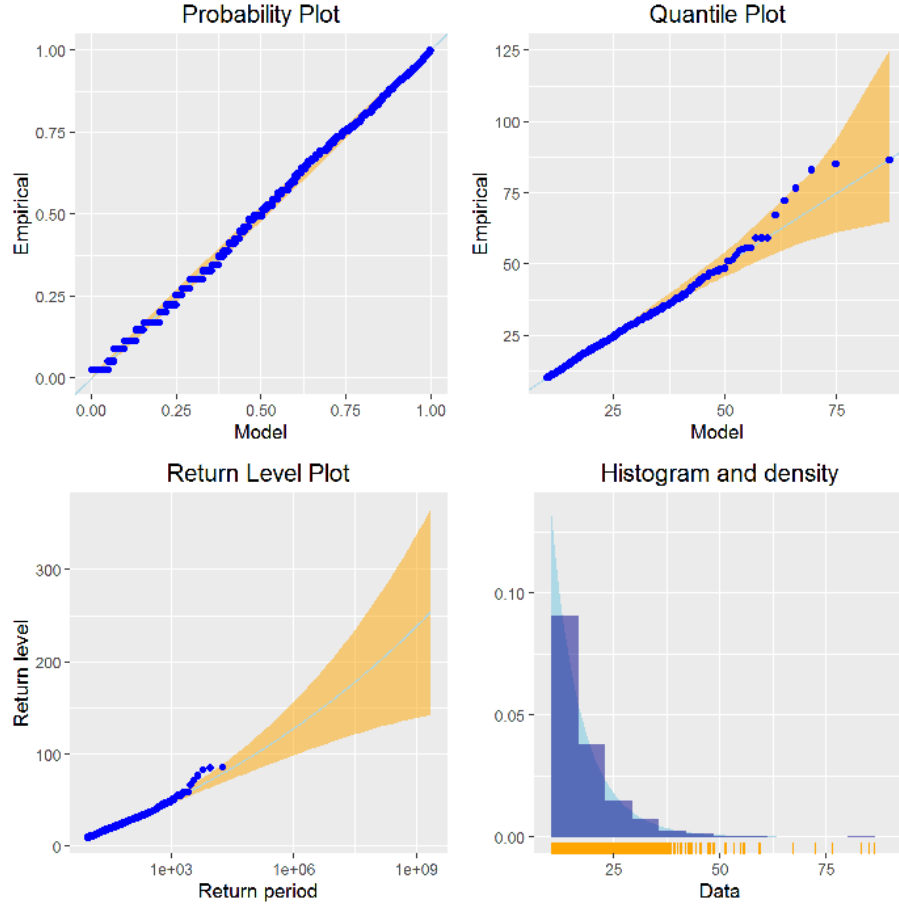 Probability Plot
1.00
0.75
0.50
0.25
0.00
Empirical
0.00 0.25 0.50 0.75 1.00
Model
Quantile Plot
125
100
75
50
25
Empirical
25 50 75
Model
Return Level Plot
300
200
100
0
Return level
1e+03 1e+06 1e+09
Return period
Histogram and density
0.10
0.05
0.00
25 50 75
Data